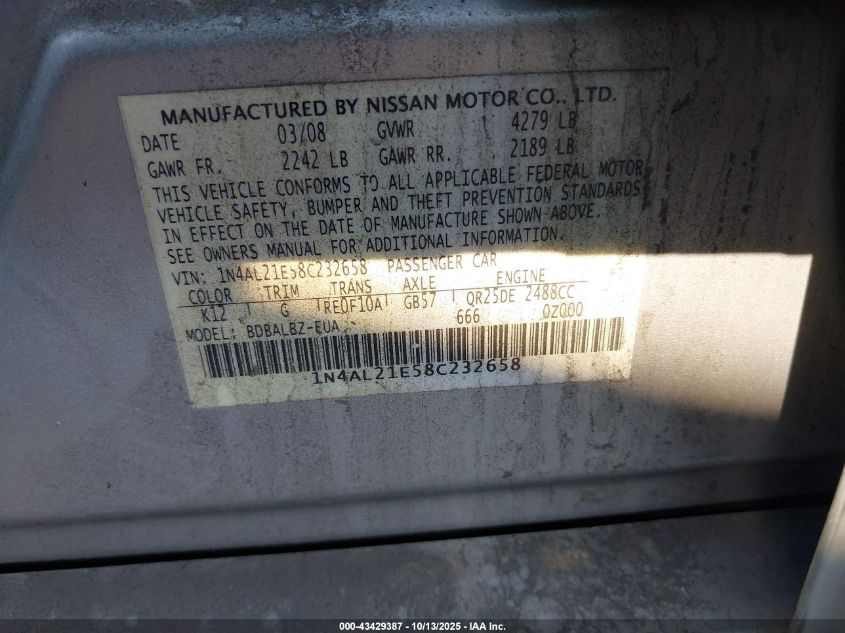 MANUFACTURED BY NISSAN MOTOR CO., LTD.
DATE 03/08 GVWR 4279 LB
GAWR FR. 2242 LB GAWR RR. 2189 LB
THIS VEHICLE CONFORMS TO ALL APPLICABLE FEDERAL MOTOR
VEHICLE SAFETY, BUMPER AND THEFT PREVENTION STANDARDS
IN EFFECT ON THE DATE OF MANUFACTURE SHOWN ABOVE.
SEE OWNERS MANUAL FOR ADDITIONAL INFORMATION.
VIN: 1N4AL21E58C232658 PASSENGER CAR
COLOR TRIM TRANS AXLE ENGINE
K12 G RE0F10A GB57 QR25DE 2488CC
MODEL: BDBALBZ-EUA 666 0Z000
1N4AL21E58C232658
000-43429387 - 10/13/2025 - IAA Inc.